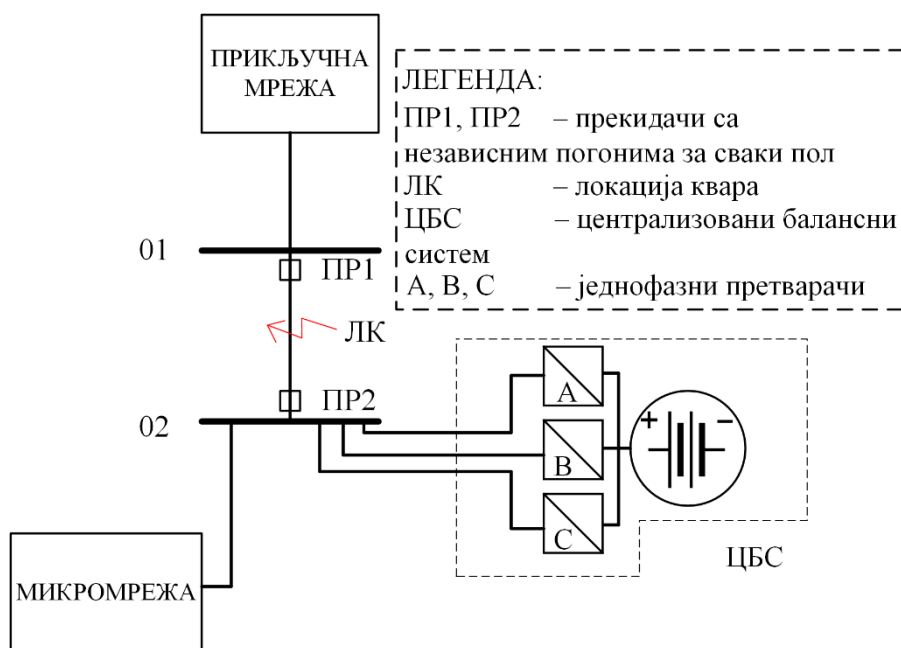 ПРИКЉУЧНА
МРЕЖА
ЛЕГЕНДА:
ПР1, ПР2 – прекидачи са
независним погонима за сваки пол
ЛК – локација квара
ЦБС – централизовани балансни
систем
А, В, С – једнофазни претварачи
01
ПР1
ЛК
ПР2
02
А
В
С
+ −
ЦБС
МИКРОМРЕЖА